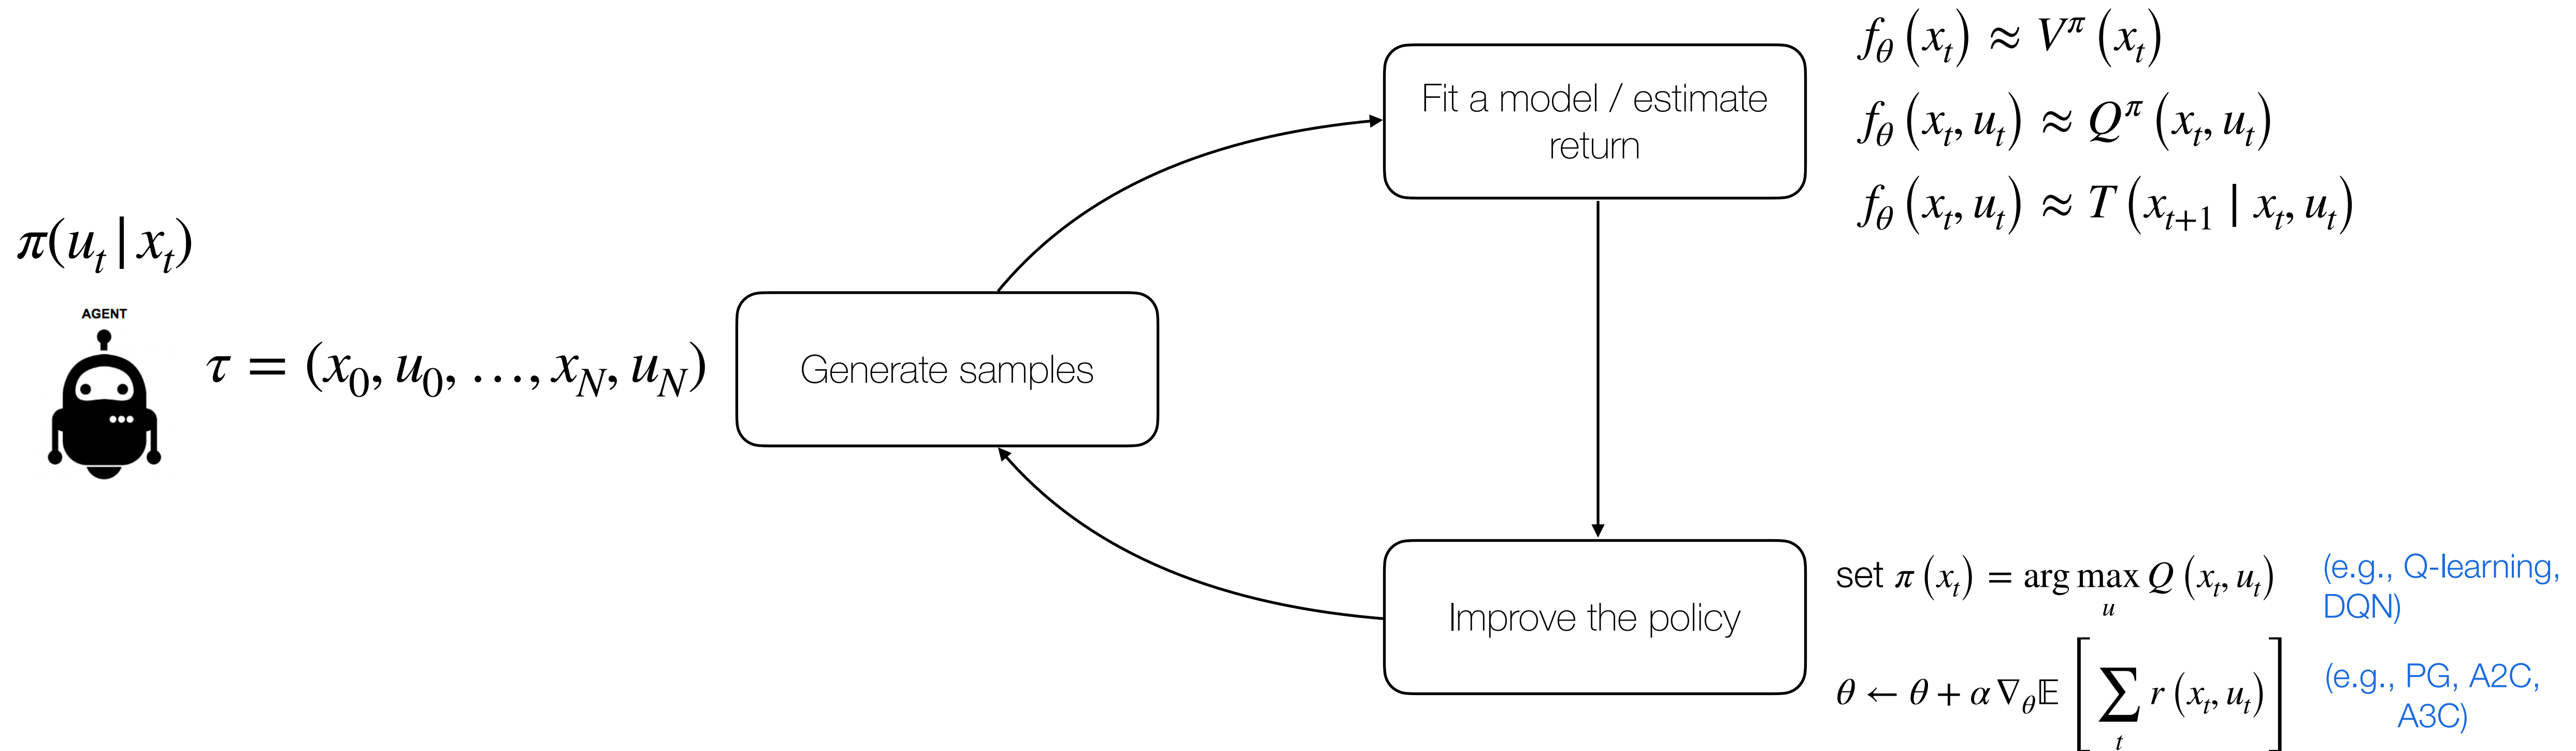 π(u_t | x_t)
AGENT
τ = (x_0, u_0, …, x_N, u_N)
Generate samples
Fit a model / estimate
return
f_θ (x_t) ≈ V^π (x_t)
f_θ (x_t, u_t) ≈ Q^π (x_t, u_t)
f_θ (x_t, u_t) ≈ T (x_{t+1} | x_t, u_t)
Improve the policy
set π (x_t) = arg max_u Q (x_t, u_t)
(e.g., Q-learning,
DQN)
θ ← θ + α ∇_θ 𝔼 [ ∑_t r (x_t, u_t) ]
(e.g., PG, A2C,
A3C)